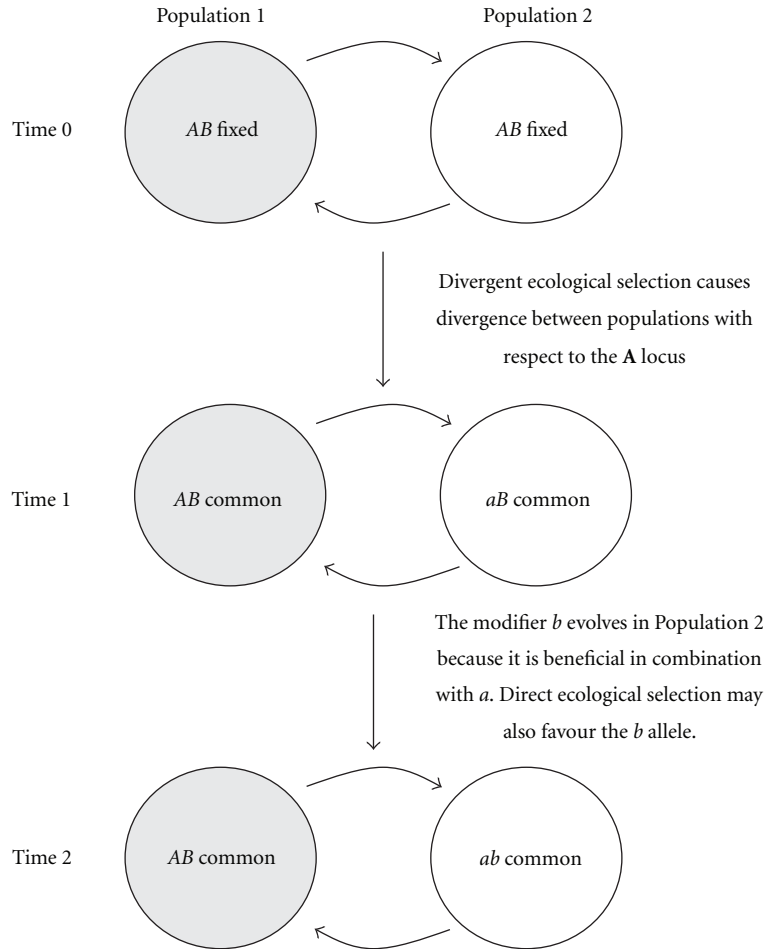 Population 1
Population 2
Time 0
AB fixed
AB fixed
Divergent ecological selection causes
divergence between populations with
respect to the A locus
Time 1
AB common
aB common
The modifier b evolves in Population 2
because it is beneficial in combination
with a. Direct ecological selection may
also favour the b allele.
Time 2
AB common
ab common